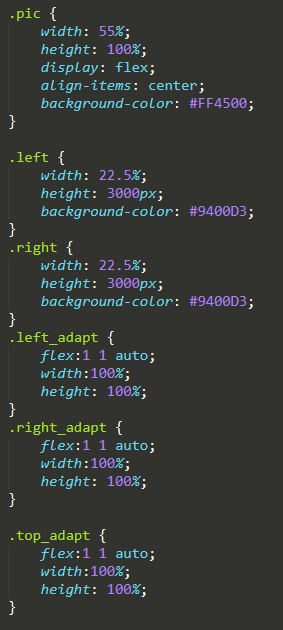 .pic {
    width: 55%;
    height: 100%;
    display: flex;
    align-items: center;
    background-color: #FF4500;
}

.left {
    width: 22.5%;
    height: 3000px;
    background-color: #9400D3;
}
.right {
    width: 22.5%;
    height: 3000px;
    background-color: #9400D3;
}
.left_adapt {
    flex:1 1 auto;
    width:100%;
    height: 100%;
}
.right_adapt {
    flex:1 1 auto;
    width:100%;
    height: 100%;
}

.top_adapt {
    flex:1 1 auto;
    width:100%;
    height: 100%;
}